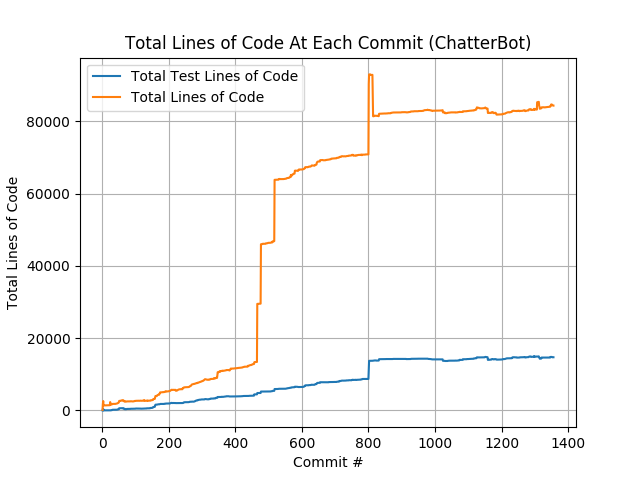 Total Lines of Code At Each Commit (ChatterBot)
Total Test Lines of Code
Total Lines of Code
Total Lines of Code
80000
60000
40000
20000
0
0 200 400 600 800 1000 1200 1400
Commit #